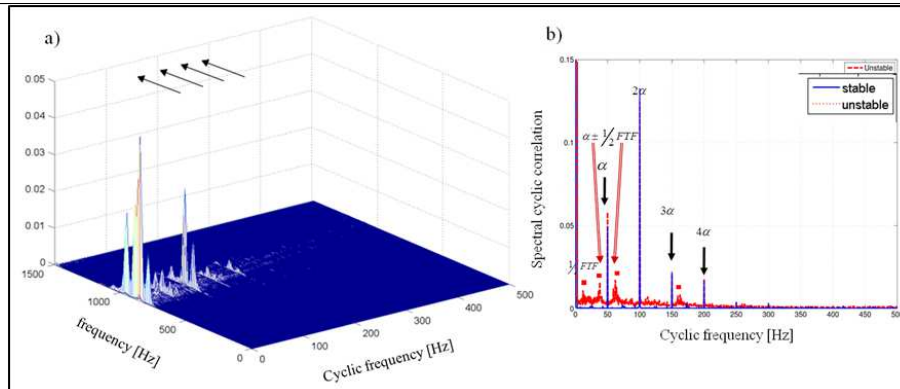 a)
0.05
0.04
0.03
0.02
0.01
0
1500
1000
500
0
0
100
200
300
400
500
frequency [Hz]
Cyclic frequency [Hz]
b)
0.15
0.1
0.05
0
Spectral cyclic correlation
Unstable
stable
unstable
2α
α ± 1/2 FTF
α
3α
4α
FTF
0
50
100
150
200
250
300
350
400
450
500
Cyclic frequency [Hz]